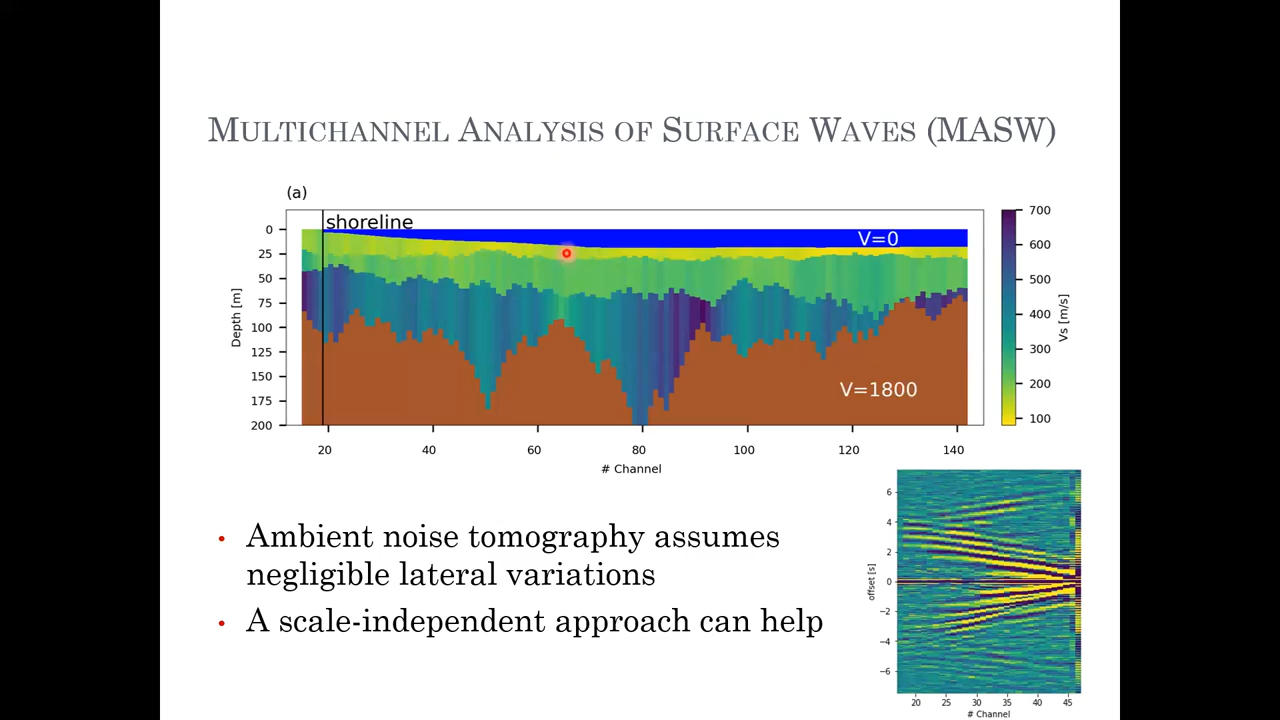 MULTICHANNEL ANALYSIS OF SURFACE WAVES (MASW)
(a)
shoreline
V=0
V=1800
0
25
50
75
100
125
150
175
200
Depth [m]
20 40 60 80 100 120 140
# Channel
700
600
500
400
300
200
100
Vs [m/s]
• Ambient noise tomography assumes
negligible lateral variations
• A scale-independent approach can help
6
4
2
0
−2
−4
−6
offset [s]
20 25 30 35 40 45
# Channel